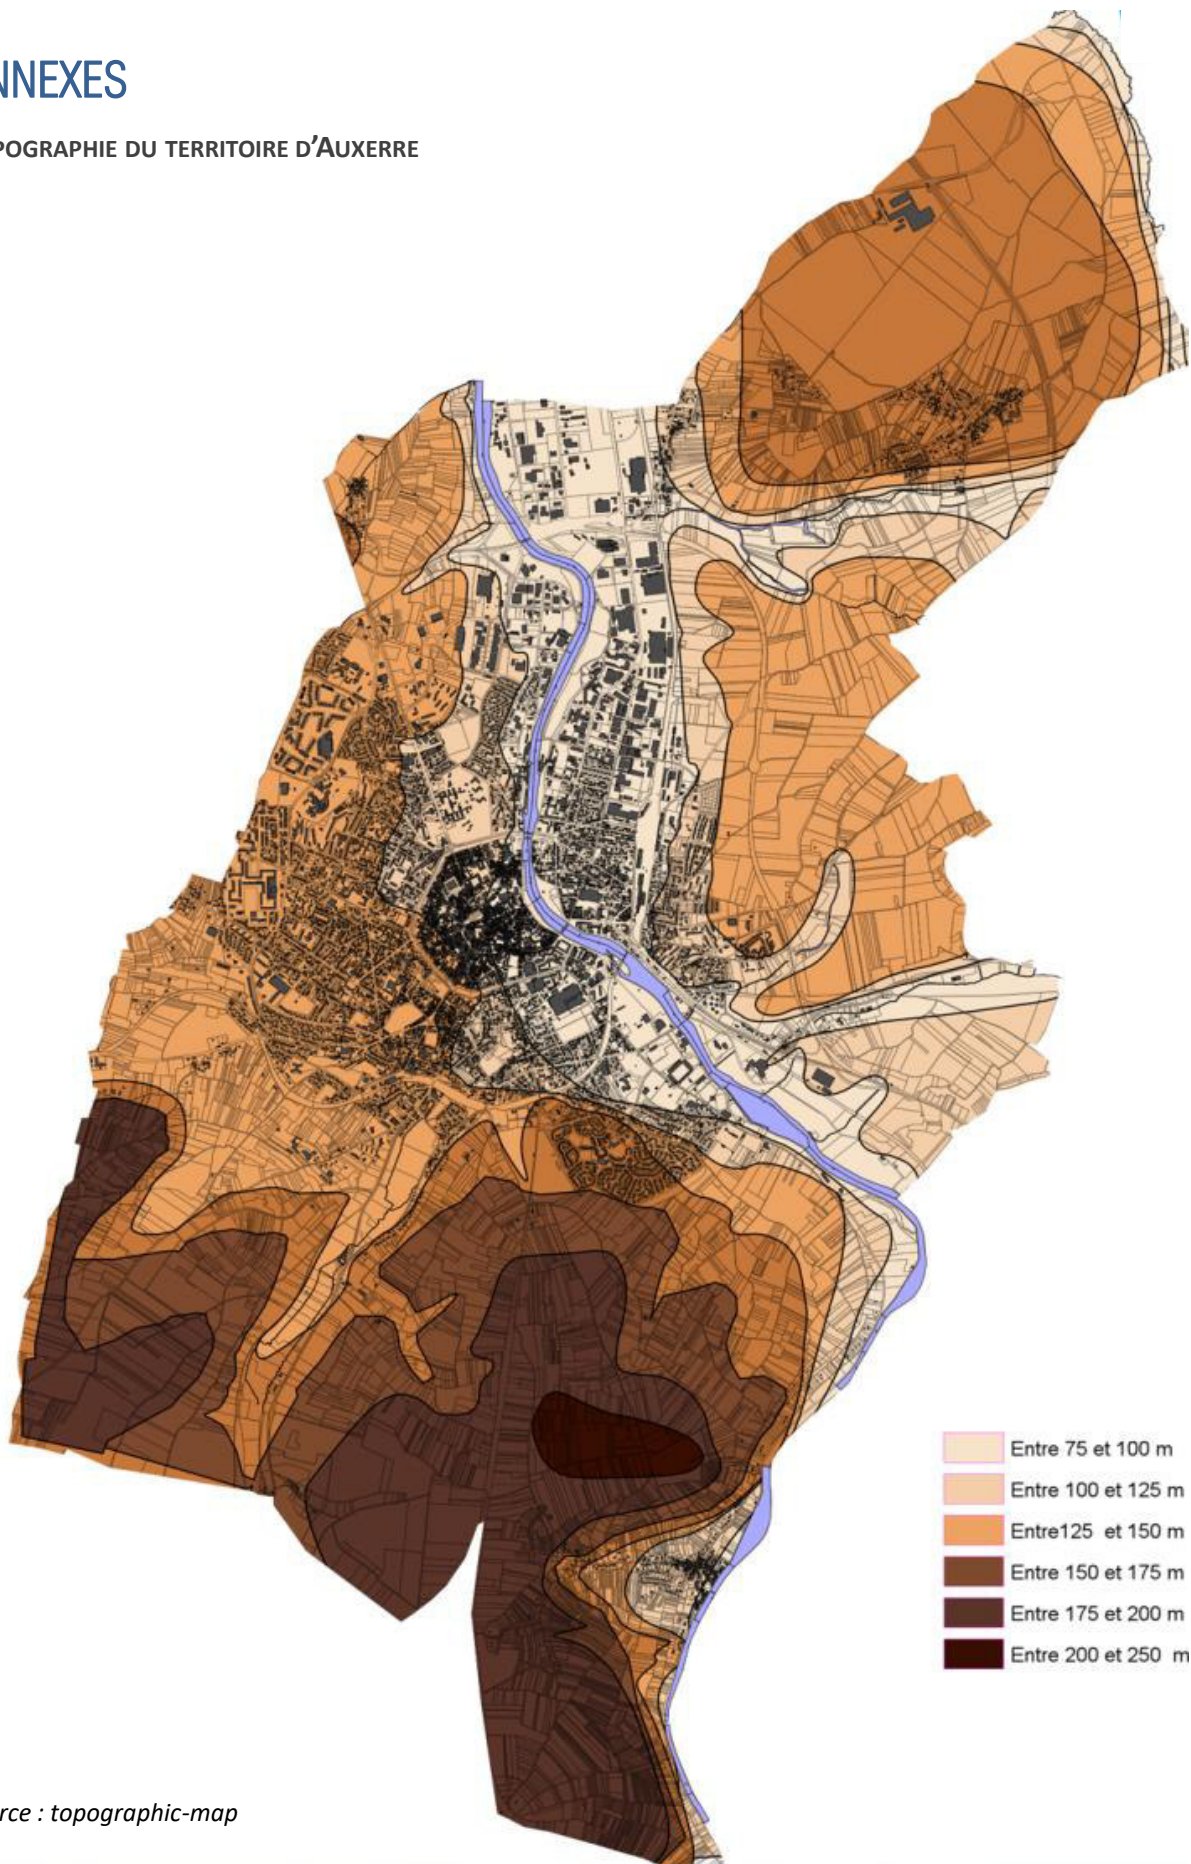 NNEXES
POGRAPHIE DU TERRITOIRE D'AUXERRE
Entre 75 et 100 m
Entre 100 et 125 m
Entre125 et 150 m
Entre 150 et 175 m
Entre 175 et 200 m
Entre 200 et 250 m
rce : topographic-map